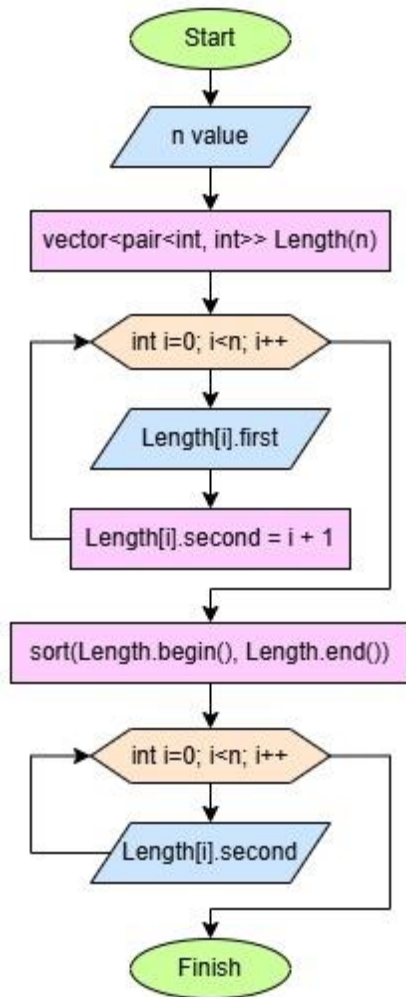 Start
n value
vector<pair<int, int>> Length(n)
int i=0; i<n; i++
Length[i].first
Length[i].second = i + 1
sort(Length.begin(), Length.end())
int i=0; i<n; i++
Length[i].second
Finish